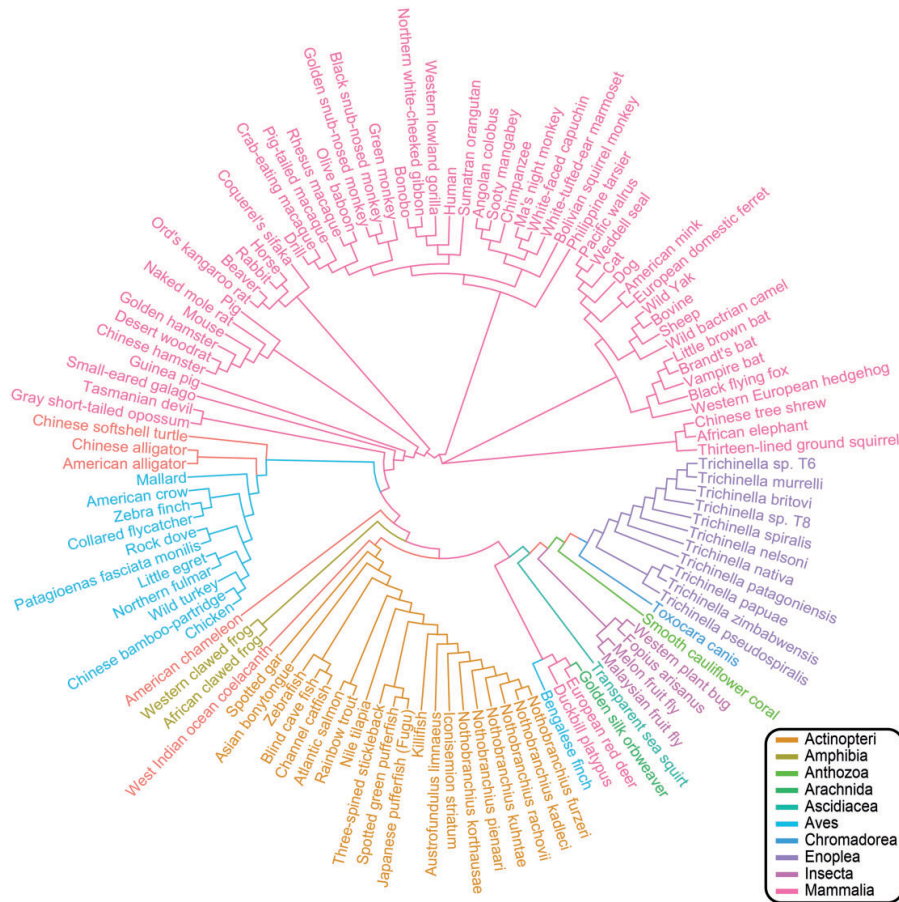 Gray short-tailed opossum
Tasmanian devil
Small-eared galago
Guinea pig
Chinese hamster
Desert woodrat
Golden hamster
Mouse
Naked mole rat
Pig
Ord's kangaroo rat
Beaver
Rabbit
Horse
Coquerel's sifaka
Drill
Crab-eating macaque
Pig-tailed macaque
Rhesus macaque
Olive baboon
Golden snub-nosed monkey
Black snub-nosed monkey
Green monkey
Bonobo
Northern white-cheeked gibbon
Western lowland gorilla
Human
Sumatran orangutan
Angolan colobus
Sooty mangabey
Chimpanzee
Ma's night monkey
White-faced capuchin
White-tufted-ear marmoset
Bolivian squirrel monkey
Philippine tarsier
Pacific walrus
Weddell seal
Cat
Dog
American mink
European domestic ferret
Wild Yak
Bovine
Sheep
Wild bactrian camel
Little brown bat
Brandt's bat
Vampire bat
Black flying fox
Western European hedgehog
Chinese tree shrew
African elephant
Thirteen-lined ground squirrel
Trichinella sp. T6
Trichinella murrelli
Trichinella britovi
Trichinella sp. T8
Trichinella spiralis
Trichinella nelsoni
Trichinella nativa
Trichinella patagoniensis
Trichinella papuae
Trichinella zimbabwensis
Trichinella pseudospiralis
Toxocara canis
Smooth cauliflower coral
Western plant bug
Fopius arisanus
Melon fruit fly
Malaysian fruit fly
Transparent sea squirt
Golden silk orbweaver
European red deer
Duckbill platypus
Bengalese finch
Nothobranchius furzeri
Nothobranchius kadleci
Nothobranchius rachovii
Nothobranchius kuhntae
Nothobranchius pienaari
Nothobranchius korthausae
Iconisemion striatum
Austrofundulus limnaeus
Killifish
Japanese pufferfish (Fugu)
Spotted green pufferfish
Three-spined stickleback
Nile tilapia
Rainbow trout
Atlantic salmon
Channel catfish
Blind cave fish
Zebrafish
Asian bonytongue
Spotted gar
West Indian ocean coelacanth
African clawed frog
Western clawed frog
American chameleon
Chicken
Chinese bamboo-partridge
Wild turkey
Northern fulmar
Little egret
Patagioenas fasciata monilis
Rock dove
Collared flycatcher
Zebra finch
American crow
Mallard
American alligator
Chinese alligator
Chinese softshell turtle
Actinopteri
Amphibia
Anthozoa
Arachnida
Ascidiacea
Aves
Chromadorea
Enoplea
Insecta
Mammalia